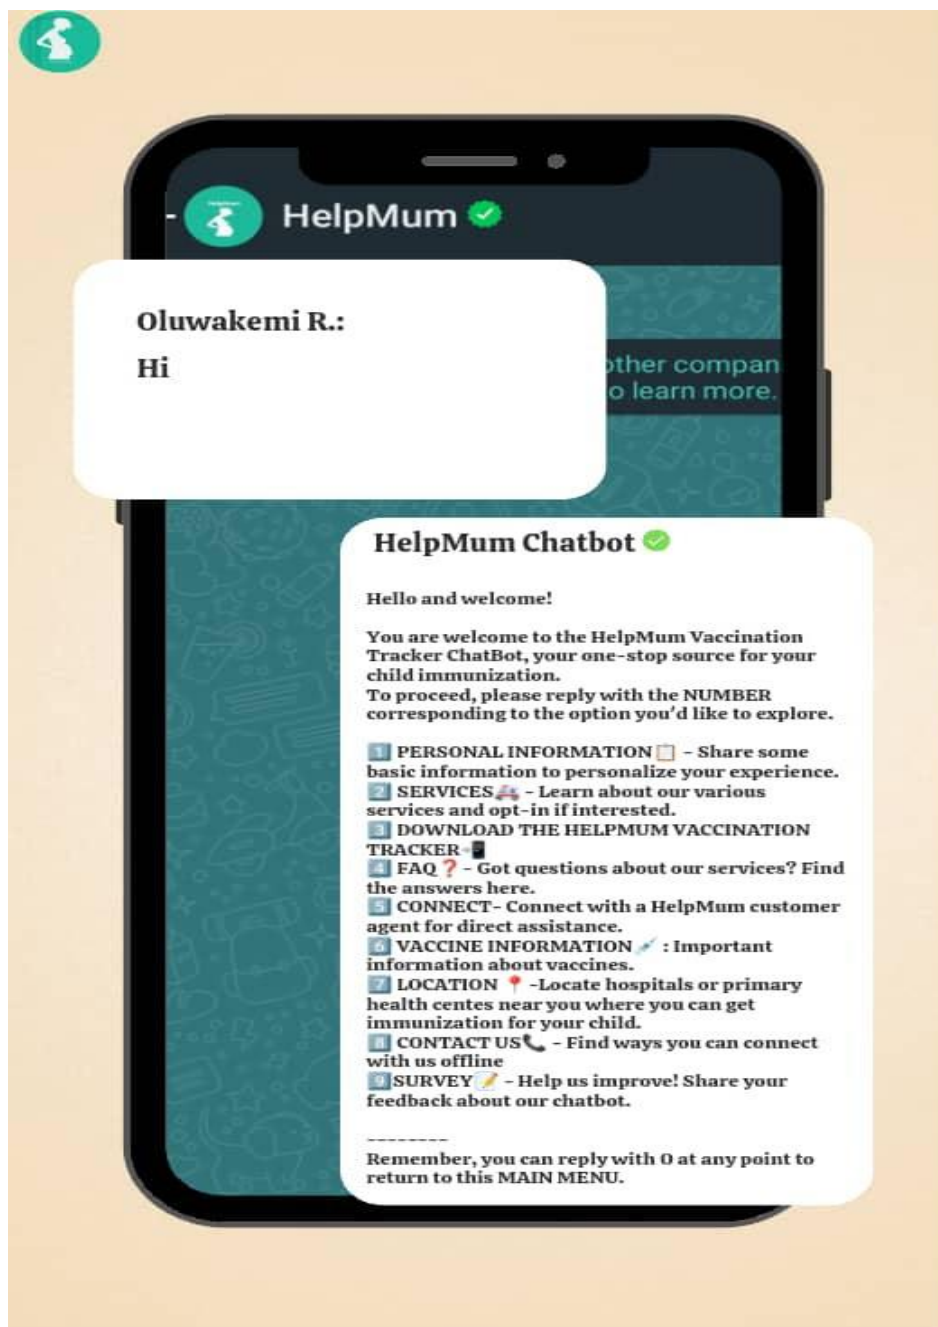 HelpMum
Oluwakemi R.:
Hi
other compan
o learn more.
HelpMum Chatbot
Hello and welcome!
You are welcome to the HelpMum Vaccination
Tracker ChatBot, your one-stop source for your
child immunization.
To proceed, please reply with the NUMBER
corresponding to the option you'd like to explore.
1️⃣ PERSONAL INFORMATION📋 - Share some
basic information to personalize your experience.
2️⃣ SERVICES🚑 - Learn about our various
services and opt-in if interested.
3️⃣ DOWNLOAD THE HELPMUM VACCINATION
TRACKER📲
4️⃣ FAQ❓ - Got questions about our services? Find
the answers here.
5️⃣ CONNECT- Connect with a HelpMum customer
agent for direct assistance.
6️⃣ VACCINE INFORMATION💉 : Important
information about vaccines.
7️⃣ LOCATION 📍 -Locate hospitals or primary
health centes near you where you can get
immunization for your child.
8️⃣ CONTACT US📞 - Find ways you can connect
with us offline
9️⃣SURVEY📝 - Help us improve! Share your
feedback about our chatbot.
--------
Remember, you can reply with 0 at any point to
return to this MAIN MENU.